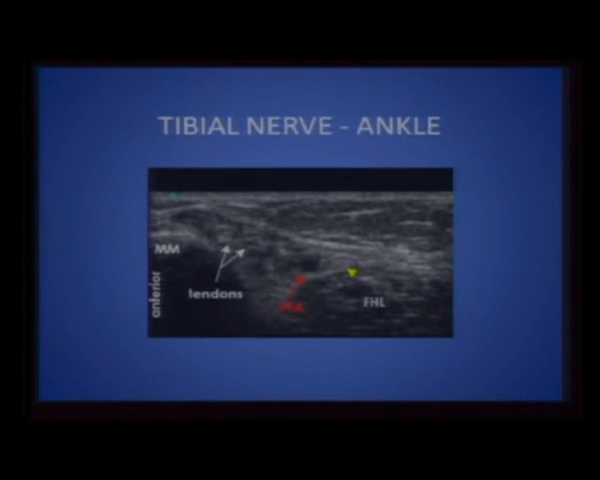 TIBIAL NERVE - ANKLE
MM
anterior
tendons
FHL